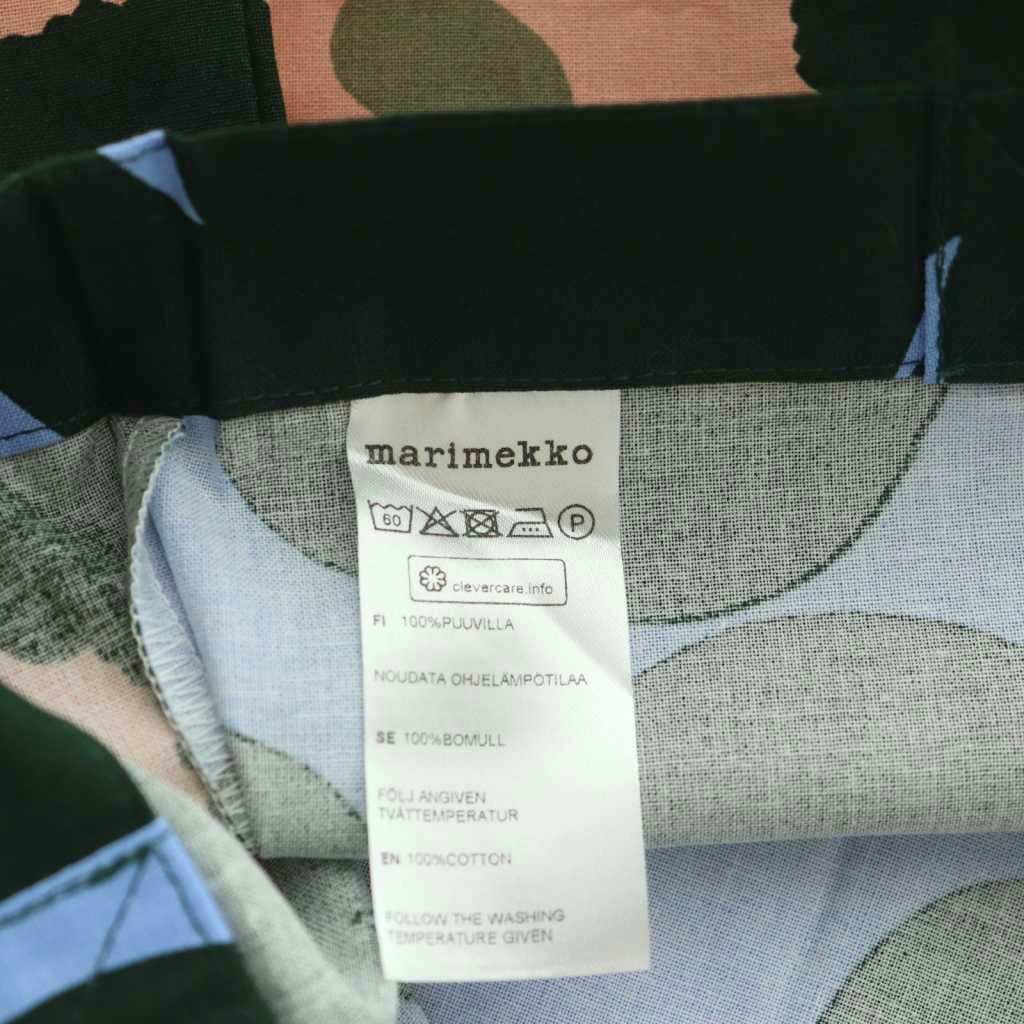 marimekko
60 P
clevercare.info
FI 100%PUUVILLA
NOUDATA OHJELÄMPÖTILAA
SE 100%BOMULL
FÖLJ ANGIVEN
TVÄTTEMPERATUR
EN 100%COTTON
FOLLOW THE WASHING
TEMPERATURE GIVEN